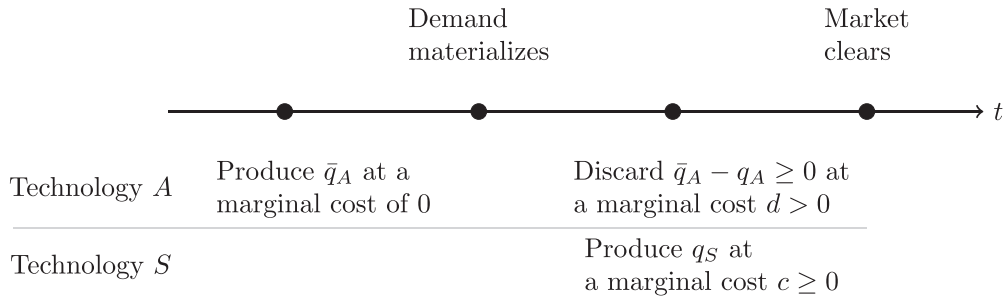 Demand
materializes
Market
clears
t
Technology A
Produce q̄_A at a
marginal cost of 0
Discard q̄_A − q_A ≥ 0 at
a marginal cost d > 0
Technology S
Produce q_S at
a marginal cost c ≥ 0